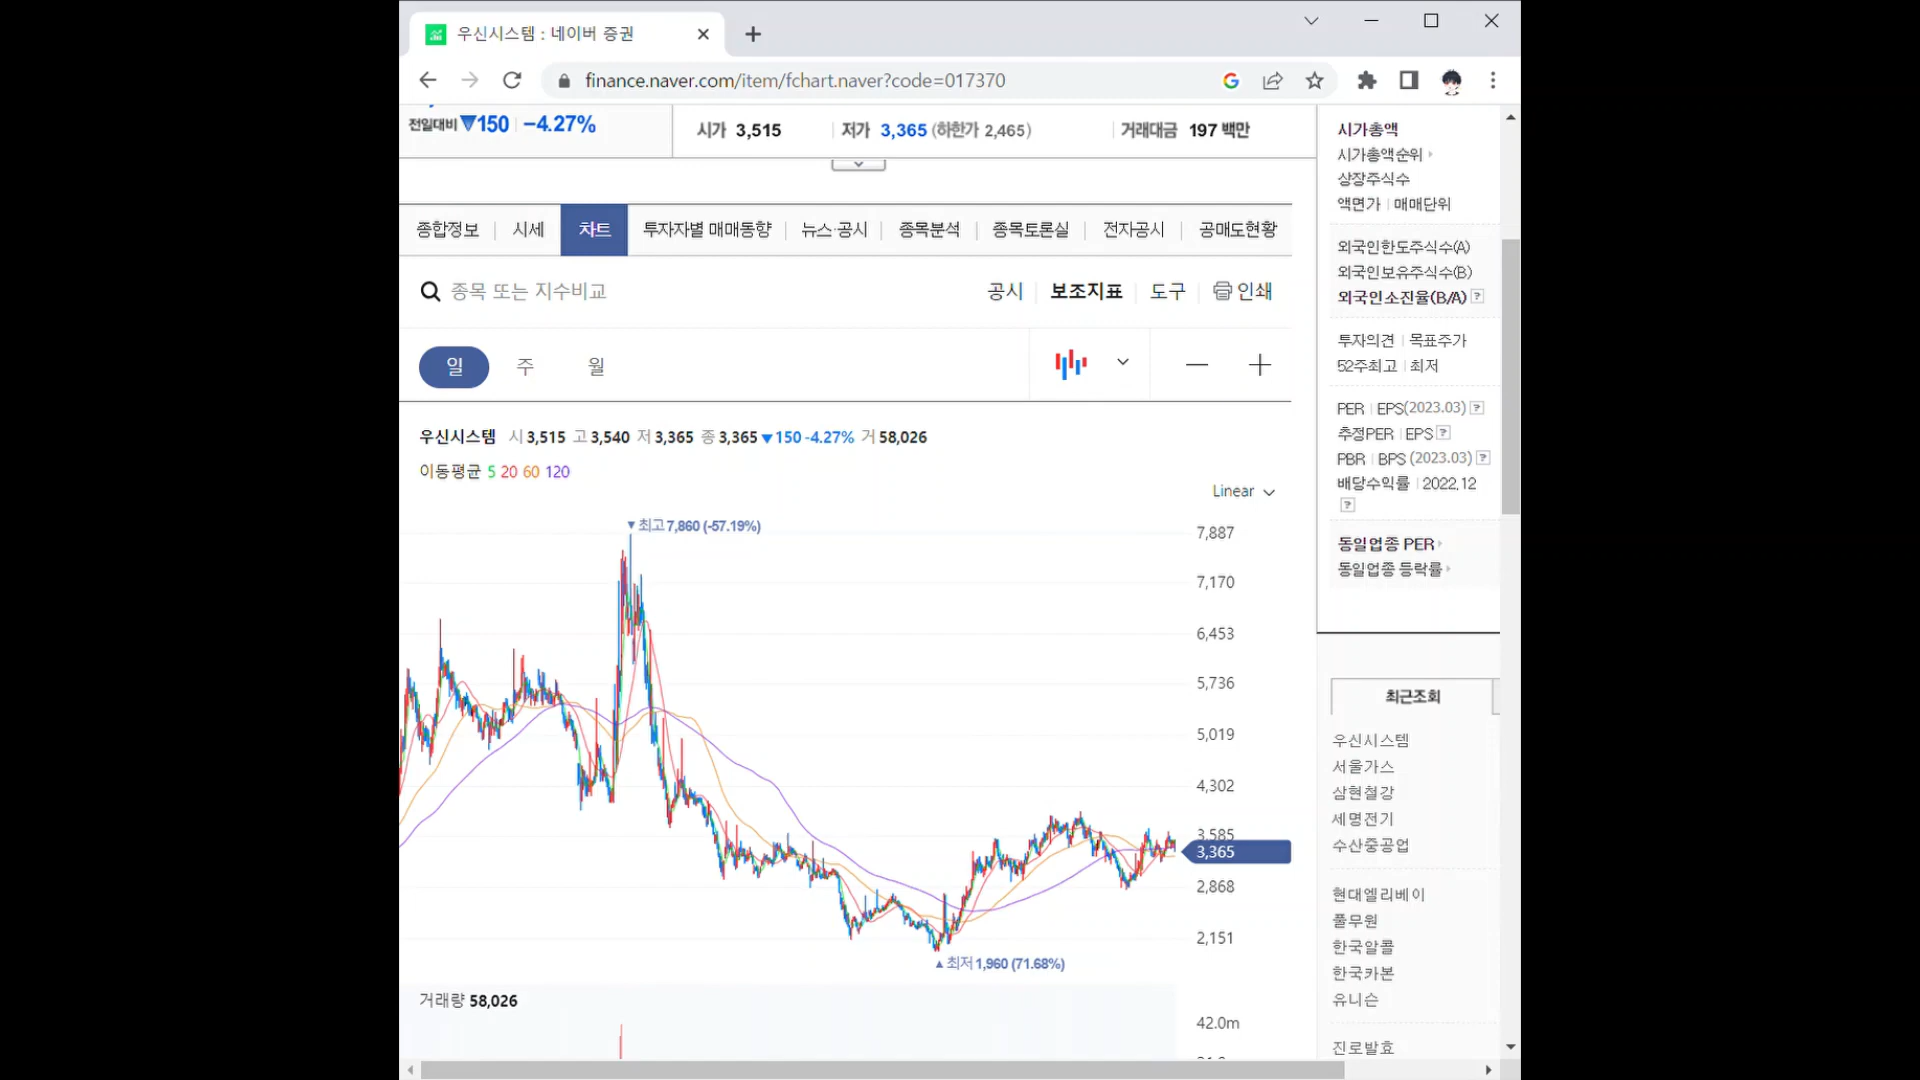 우신시스템 : 네이버 증권
finance.naver.com/item/fchart.naver?code=017370
전일대비 ▼150 −4.27%
시가 3,515 저가 3,365 (하한가 2,465) 거래대금 197 백만
종합정보 시세 차트 투자자별 매매동향 뉴스·공시 종목분석 종목토론실 전자공시 공매도현황
종목 또는 지수비교 공시 보조지표 도구 인쇄
일 주 월
우신시스템 시 3,515 고 3,540 저 3,365 종 3,365 ▼150 -4.27% 거 58,026
이동평균 5 20 60 120
Linear
▼최고 7,860 (-57.19%)
7,887
7,170
6,453
5,736
5,019
4,302
3,585
3,365
2,868
2,151
▲최저 1,960 (71.68%)
거래량 58,026
42.0m
시가총액
시가총액순위
상장주식수
액면가 매매단위
외국인한도주식수(A)
외국인보유주식수(B)
외국인소진율(B/A) ?
투자의견 목표주가
52주최고 최저
PER EPS(2023.03) ?
추정PER EPS ?
PBR BPS (2023.03) ?
배당수익률 2022.12
?
동일업종 PER
동일업종 등락률
최근조회
우신시스템
서울가스
삼현철강
세명전기
수산중공업
현대엘리베이
풀무원
한국알콜
한국카본
유니슨
진로발효